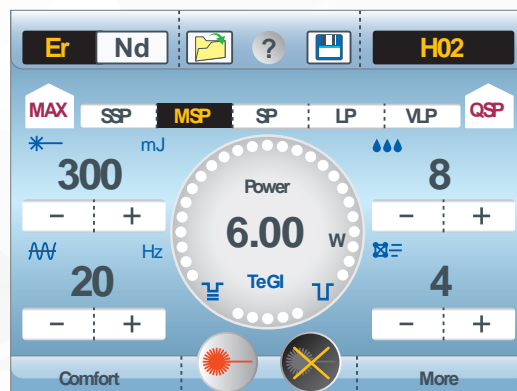 Er Nd ? H02
MAX SSP MSP SP LP VLP QSP
mJ
300
Power
8
− +
6.00 W
− +
Hz
20
TeGI
4
− +
− +
Comfort More